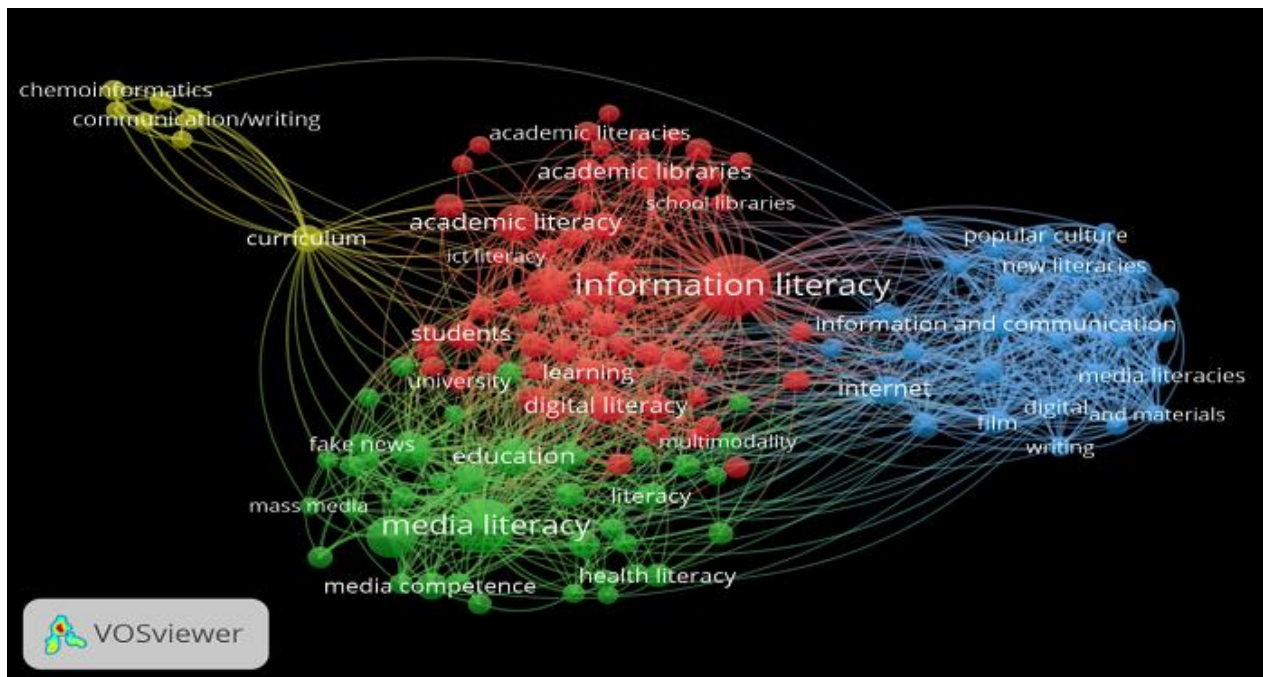 chemoinformatics
communication/writing
academic literacies
academic libraries
school libraries
academic literacy
curriculum
ict literacy
popular culture
new literacies
information literacy
information and communication
students
learning
university
internet
media literacies
digital literacy
digital
and materials
film
multimodality
writing
fake news
education
literacy
mass media
media literacy
health literacy
media competence
VOSviewer